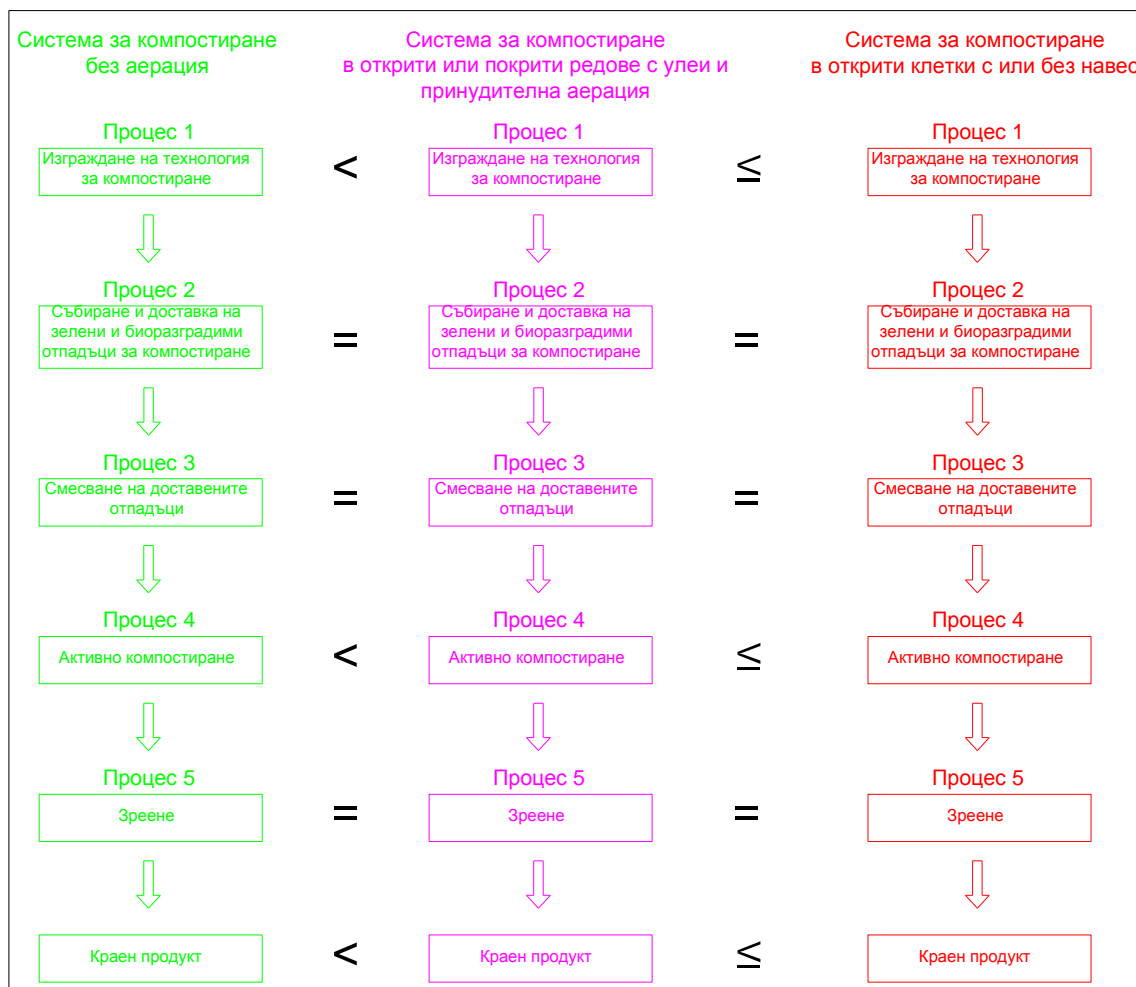 Система за компостиране
без аерация
Система за компостиране
в открити или покрити редове с улеи и
принудителна аерация
Система за компостиране
в открити клетки с или без навес
Процес 1
Изграждане на технология
за компостиране
<
Процес 1
Изграждане на технология
за компостиране
≤
Процес 1
Изграждане на технология
за компостиране
Процес 2
Събиране и доставка на
зелени и биоразградими
отпадъци за компостиране
=
Процес 2
Събиране и доставка на
зелени и биоразградими
отпадъци за компостиране
=
Процес 2
Събиране и доставка на
зелени и биоразградими
отпадъци за компостиране
Процес 3
Смесване на доставените
отпадъци
=
Процес 3
Смесване на доставените
отпадъци
=
Процес 3
Смесване на доставените
отпадъци
Процес 4
Активно компостиране
<
Процес 4
Активно компостиране
≤
Процес 4
Активно компостиране
Процес 5
Зреене
=
Процес 5
Зреене
=
Процес 5
Зреене
Краен продукт
<
Краен продукт
≤
Краен продукт